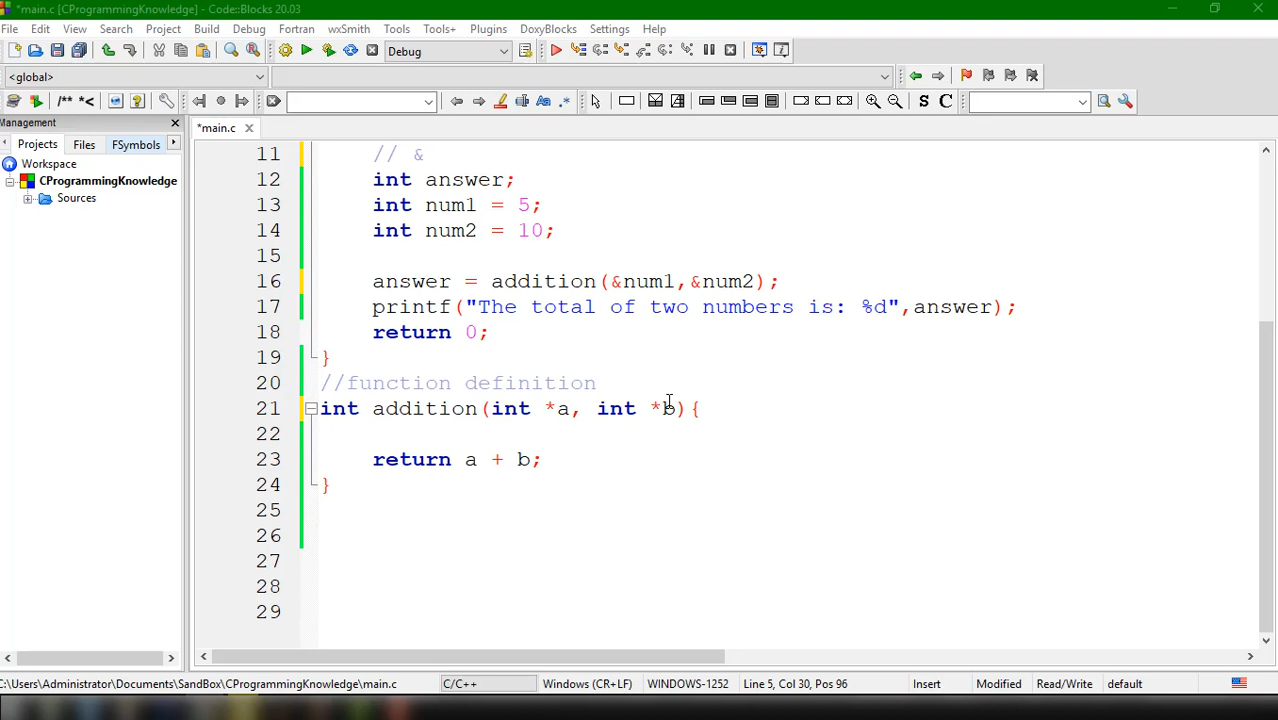 *main.c [CProgrammingKnowledge] - Code::Blocks 20.03
File Edit View Search Project Build Debug Fortran wxSmith Tools Tools+ Plugins DoxyBlocks Settings Help
Debug
<global>
/** *<
S C
Management
Projects Files FSymbols
*main.c
Workspace
CProgrammingKnowledge
Sources
11 // &
12 int answer;
13 int num1 = 5;
14 int num2 = 10;
15
16 answer = addition(&num1,&num2);
17 printf("The total of two numbers is: %d",answer);
18 return 0;
19 }
20 //function definition
21 int addition(int *a, int *b){
22
23 return a + b;
24 }
25
26
27
28
29
C:\Users\Administrator\Documents\SandBox\CProgrammingKnowledge\main.c C/C++ Windows (CR+LF) WINDOWS-1252 Line 5, Col 30, Pos 96 Insert Modified Read/Write default